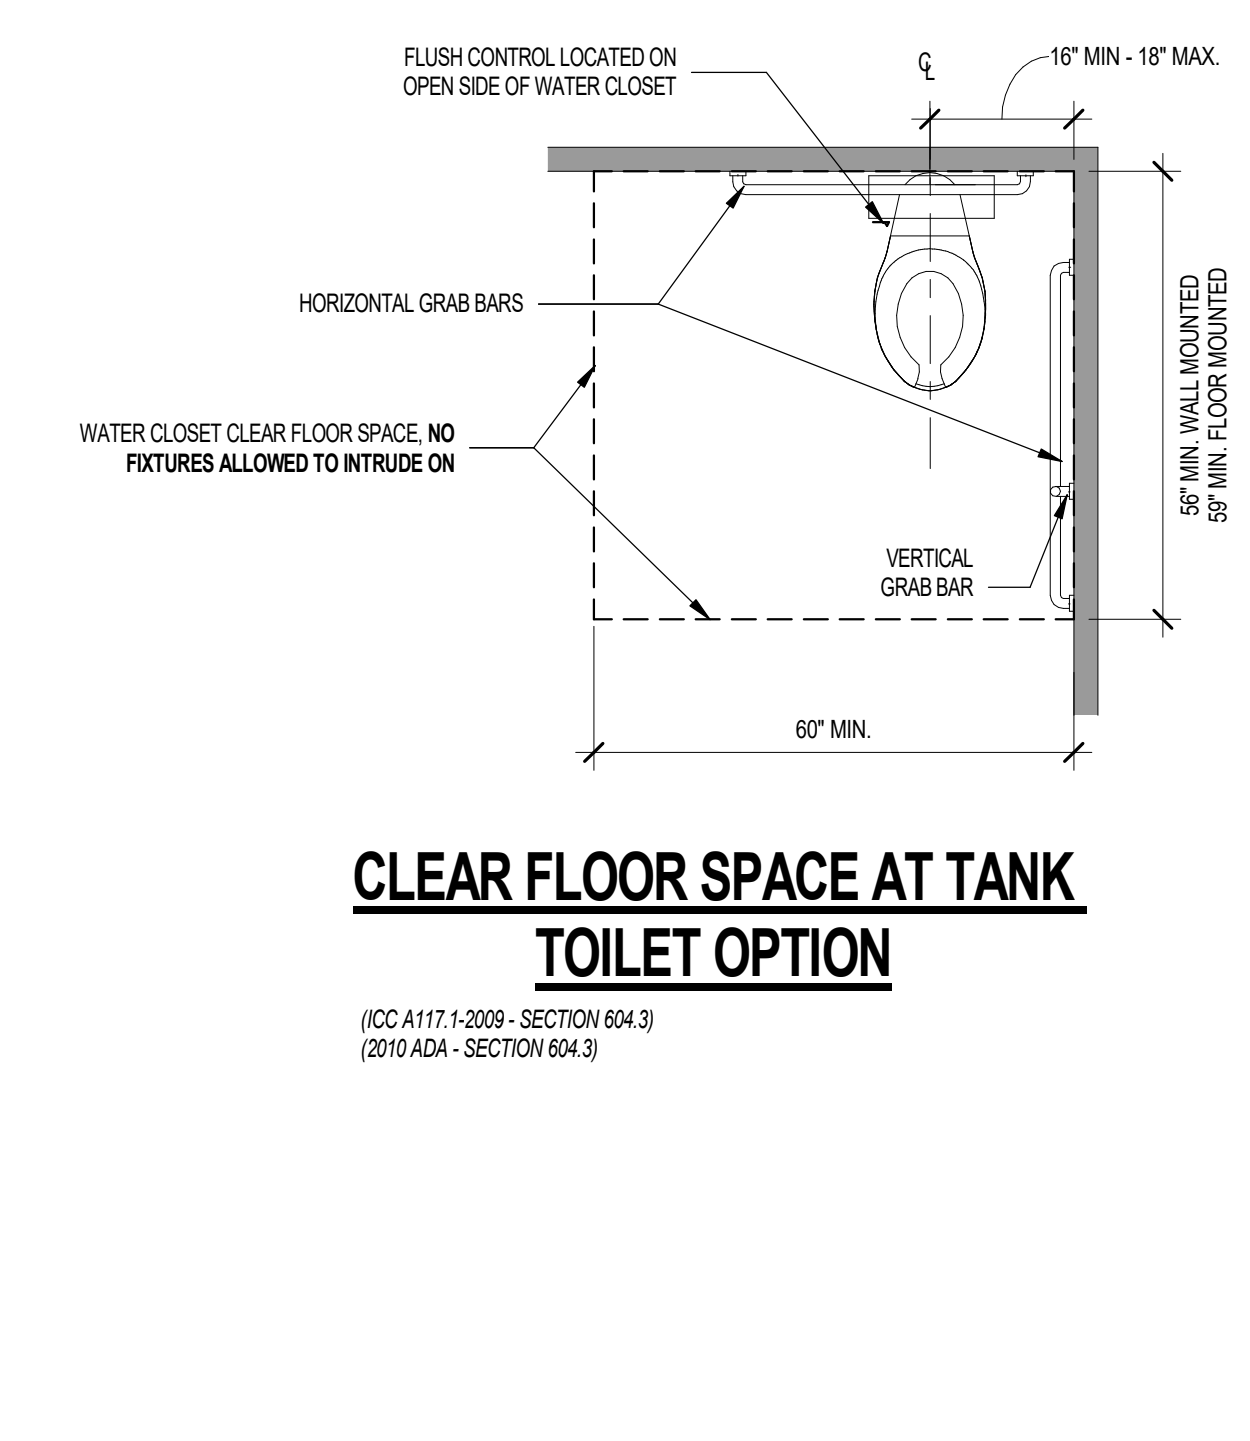 FLUSH CONTROL LOCATED ON
OPEN SIDE OF WATER CLOSET
CL
16" MIN - 18" MAX.
HORIZONTAL GRAB BARS
56" MIN. WALL MOUNTED
59" MIN. FLOOR MOUNTED
WATER CLOSET CLEAR FLOOR SPACE, NO
FIXTURES ALLOWED TO INTRUDE ON
VERTICAL
GRAB BAR
60" MIN.
CLEAR FLOOR SPACE AT TANK
TOILET OPTION
(ICC A117.1-2009 - SECTION 604.3)
(2010 ADA - SECTION 604.3)